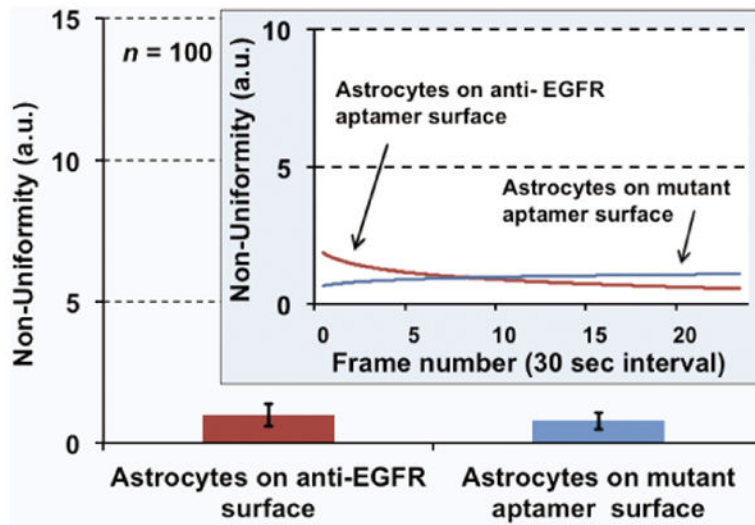 15
10
5
0
Non-Uniformity (a.u.)
n = 100
10
5
0
Non-Uniformity (a.u.)
Astrocytes on anti- EGFR
aptamer surface
Astrocytes on mutant
aptamer surface
0 5 10 15 20
Frame number (30 sec interval)
Astrocytes on anti-EGFR
surface
Astrocytes on mutant
aptamer surface